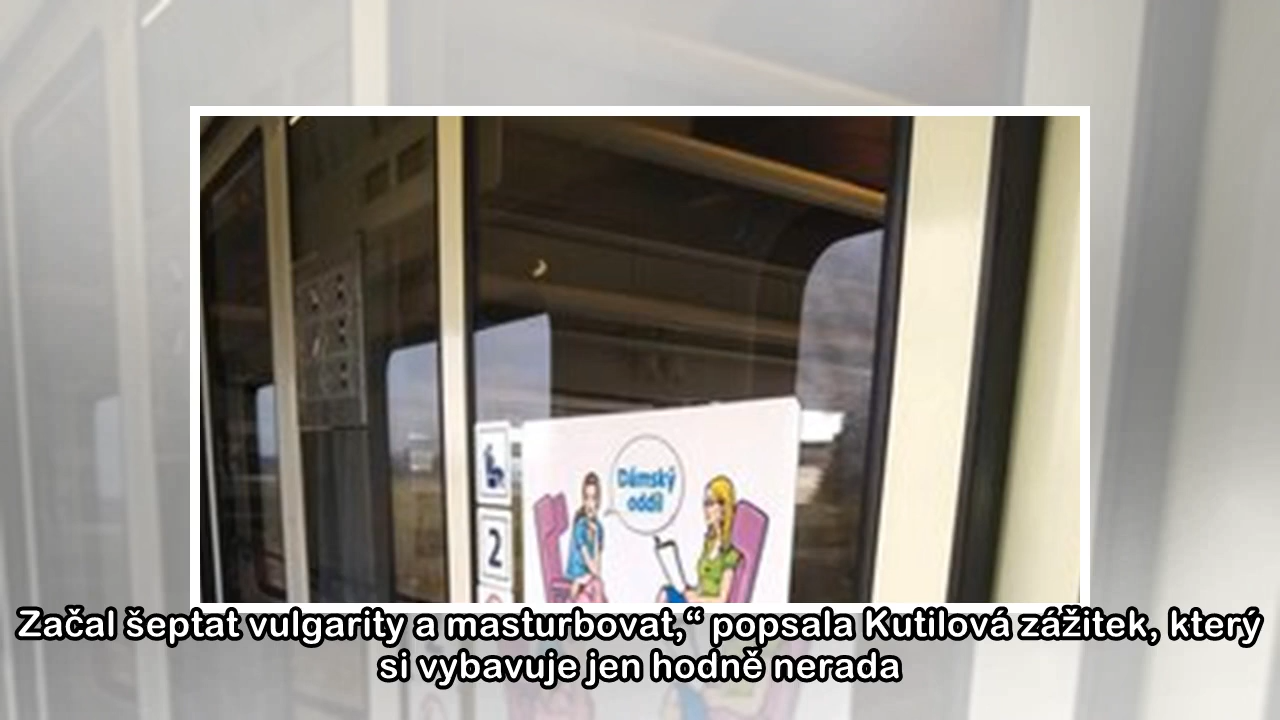 Dámský
oddíl
2
Začal šeptat vulgarity a masturbovat,“ popsala Kutilová zážitek, který
si vybavuje jen hodně nerada